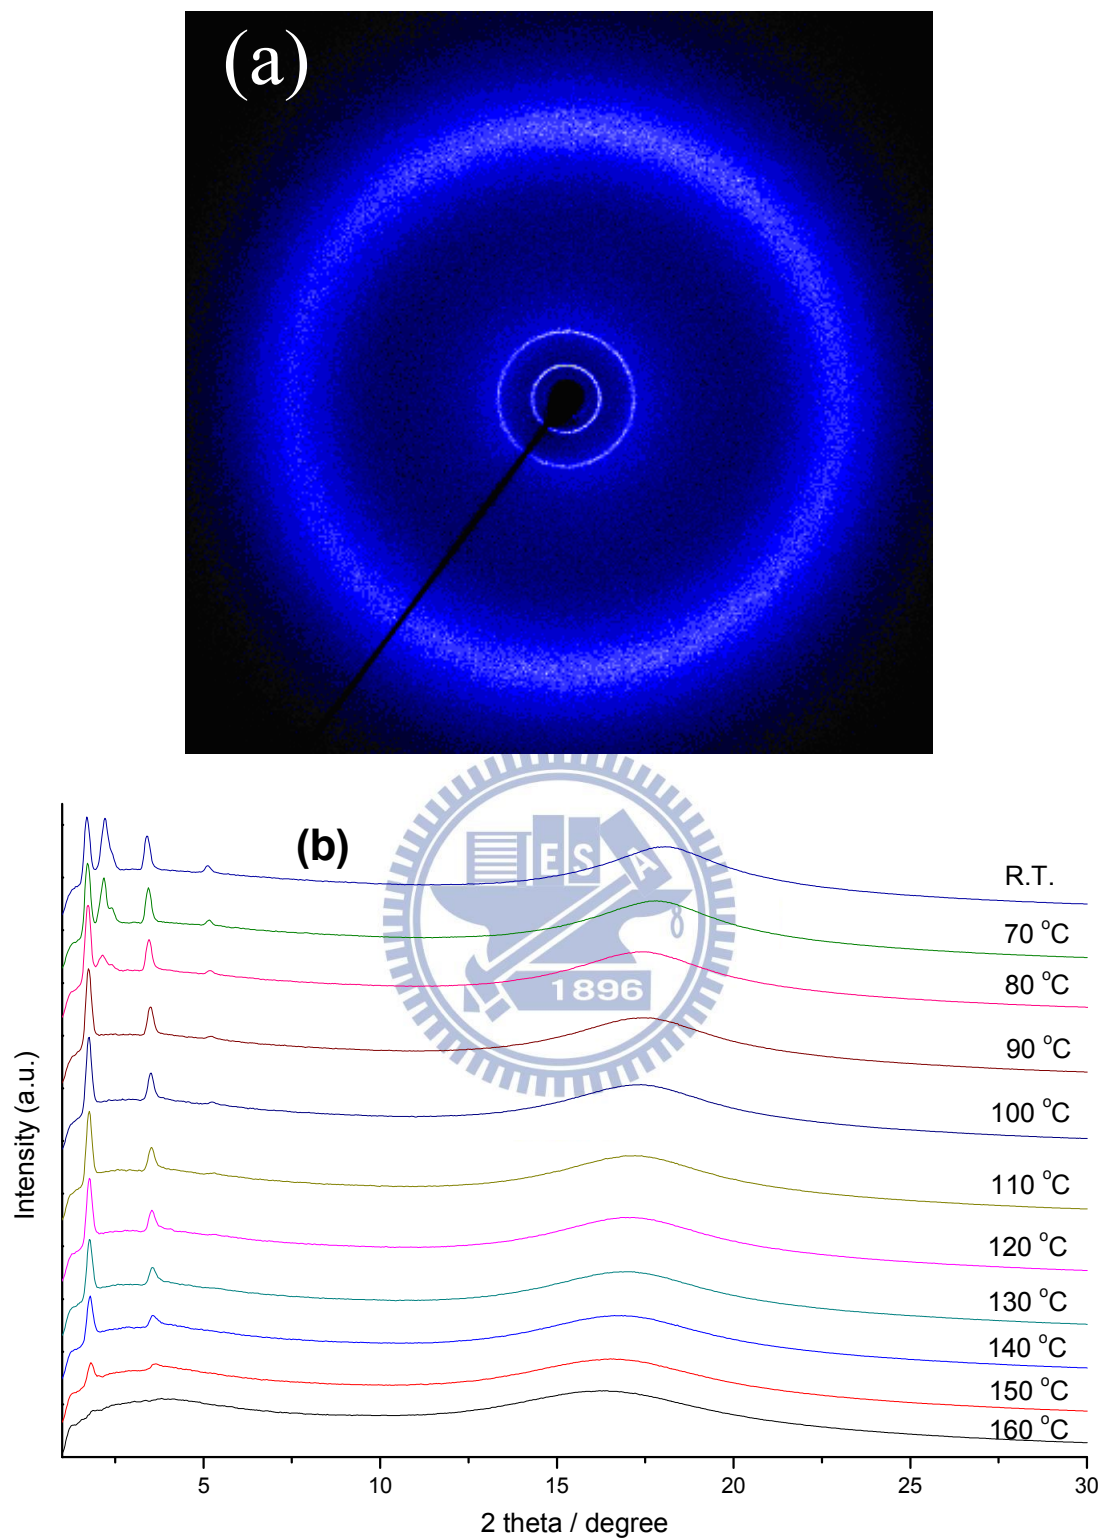 (a)
(b)
E S A
1896
R.T.
70 °C
80 °C
90 °C
100 °C
110 °C
120 °C
130 °C
140 °C
150 °C
160 °C
Intensity (a.u.)
5 10 15 20 25 30
2 theta / degree